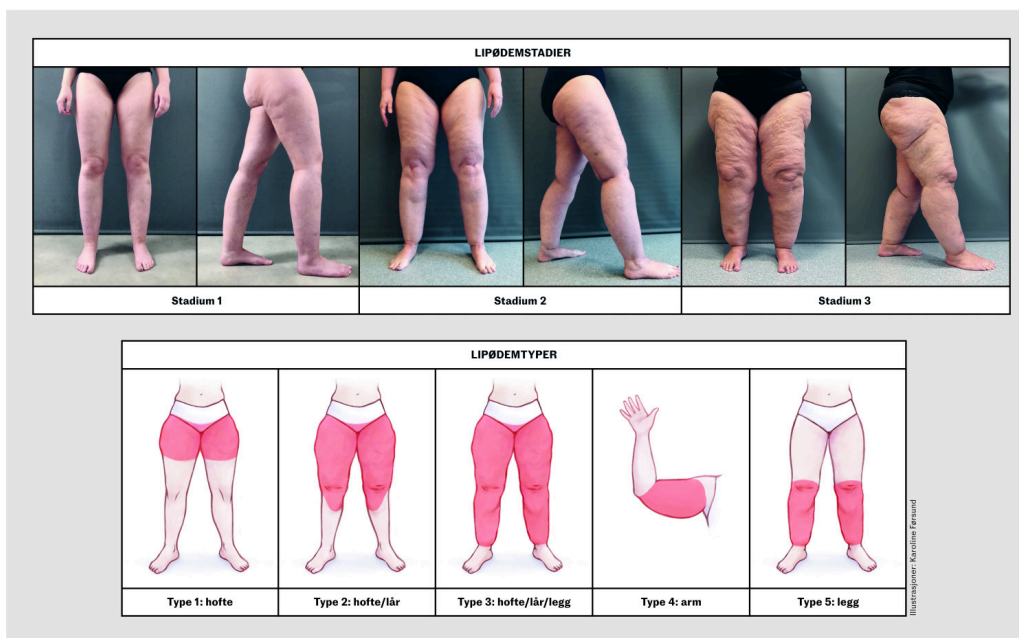 LIPØDEMSTADIER
Stadium 1
Stadium 2
Stadium 3
LIPØDEMTYPER
Type 1: hofte
Type 2: hofte/lår
Type 3: hofte/lår/legg
Type 4: arm
Type 5: legg
Illustrasjoner: Karoline Førsund